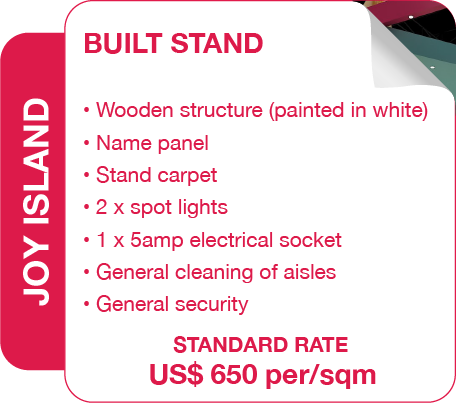 JOY ISLAND
BUILT STAND
• Wooden structure (painted in white)
• Name panel
• Stand carpet
• 2 x spot lights
• 1 x 5amp electrical socket
• General cleaning of aisles
• General security
STANDARD RATE
US$ 650 per/sqm